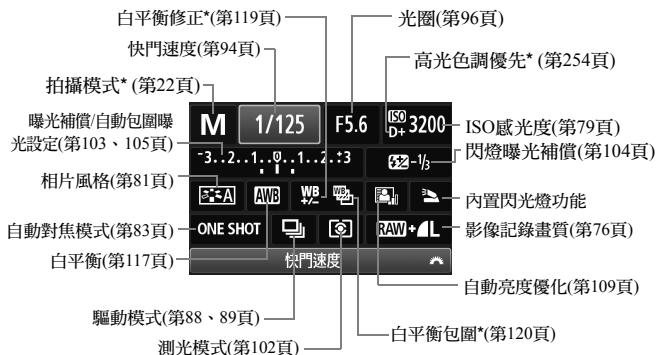 白平衡修正*(第119頁)
快門速度(第94頁)
拍攝模式* (第22頁)
曝光補償/自動包圍曝
光設定(第103、105頁)
相片風格(第81頁)
自動對焦模式(第83頁)
白平衡(第117頁)
驅動模式(第88、89頁)
測光模式(第102頁)
光圈(第96頁)
高光色調優先* (第254頁)
ISO感光度(第79頁)
閃燈曝光補償(第104頁)
內置閃光燈功能
影像記錄畫質(第76頁)
自動亮度優化(第109頁)
白平衡包圍*(第120頁)
M 1/125 F5.6 ISO D+ 3200
-3..2..1..0..1..2.+3 -1/3
A AWB WB +/- WB
ONE SHOT RAW+L
快門速度